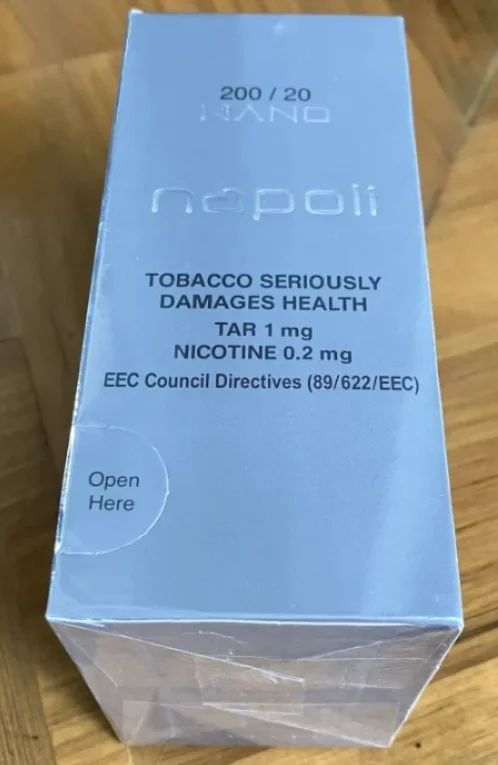 200 / 20
NANO
napoli
TOBACCO SERIOUSLY
DAMAGES HEALTH
TAR 1 mg
NICOTINE 0.2 mg
EEC Council Directives (89/622/EEC)
Open
Here